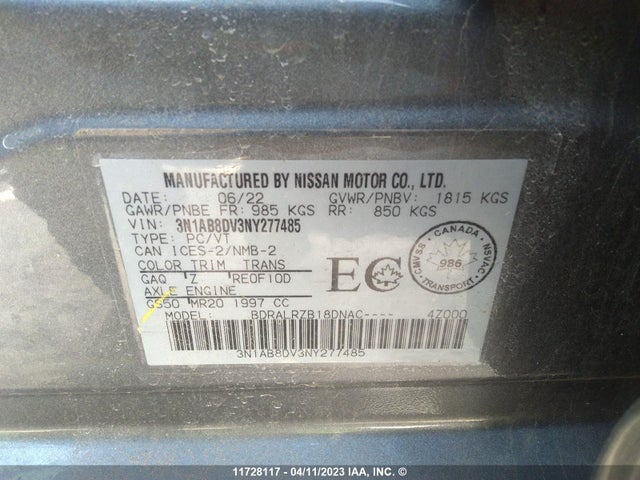 MANUFACTURED BY NISSAN MOTOR CO., LTD.
DATE: 06/22 GVWR/PNBV: 1815 KGS
GAWR/PNBE FR: 985 KGS RR: 850 KGS
VIN: 3N1AB8DV3NY277485
TYPE: PC/VT
CAN ICES-2/NMB-2
COLOR TRIM TRANS
GAQ Z RE0F10D
AXLE ENGINE
GS50 MR20 1997 CC
MODEL: BDRALRZB18DNAC---- 4Z000
3N1AB8DV3NY277485
EC
CANADA
CMVSS 986 NSVAC
TRANSPORT
11728117 - 04/11/2023 IAA, INC. ©